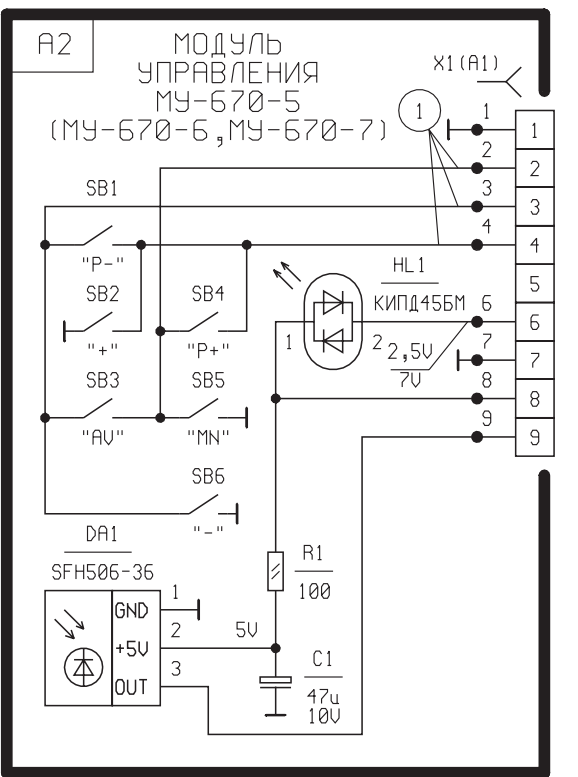 A2
МОДУЛЬ
УПРАВЛЕНИЯ
МУ-670-5
(МУ-670-6,МУ-670-7)
X1(A1)
1
1
1
2
2
3
3
4
4
5
6
6
7
7
8
8
9
9
SB1
"P-"
SB2
"+"
SB3
"AV"
SB4
"P+"
SB5
"MN"
SB6
"-"
HL1
КИПД45БМ
1
2
2,5V
7V
DA1
SFH506-36
GND
1
+5V
2
OUT
3
5V
R1
100
C1
47u
10V